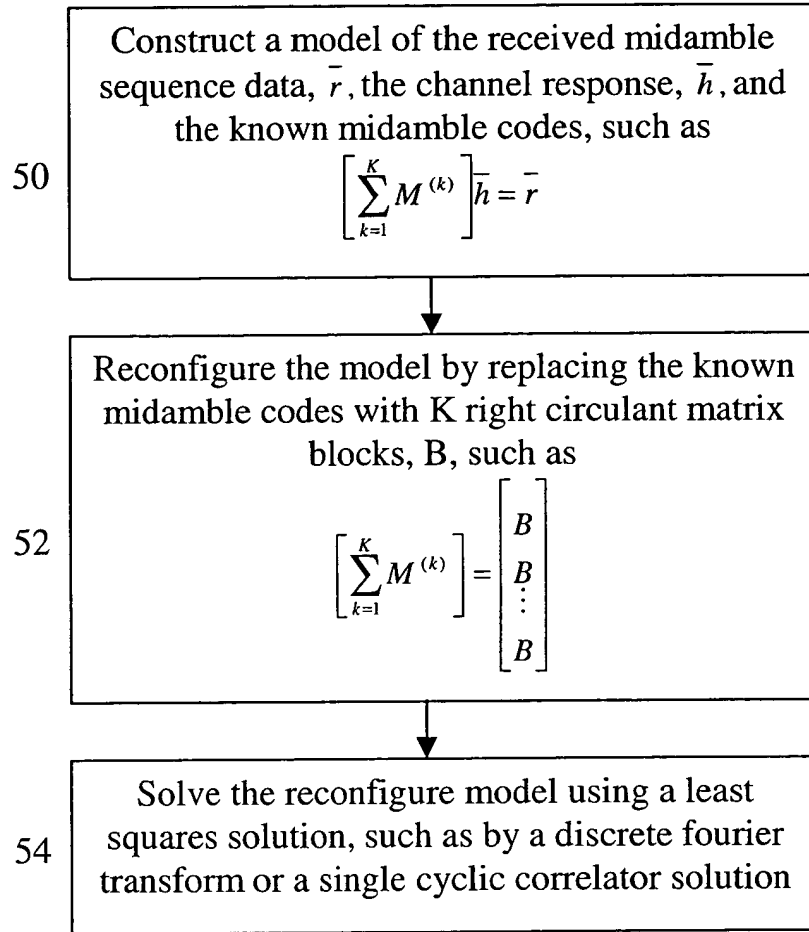 Construct a model of the received midamble
sequence data, r̄, the channel response, h̄, and
the known midamble codes, such as
50
[∑_{k=1}^{K} M^{(k)}] h̄ = r̄
Reconfigure the model by replacing the known
midamble codes with K right circulant matrix
blocks, B, such as
52
[∑_{k=1}^{K} M^{(k)}] = [B B ⋮ B]
Solve the reconfigure model using a least
squares solution, such as by a discrete fourier
transform or a single cyclic correlator solution
54